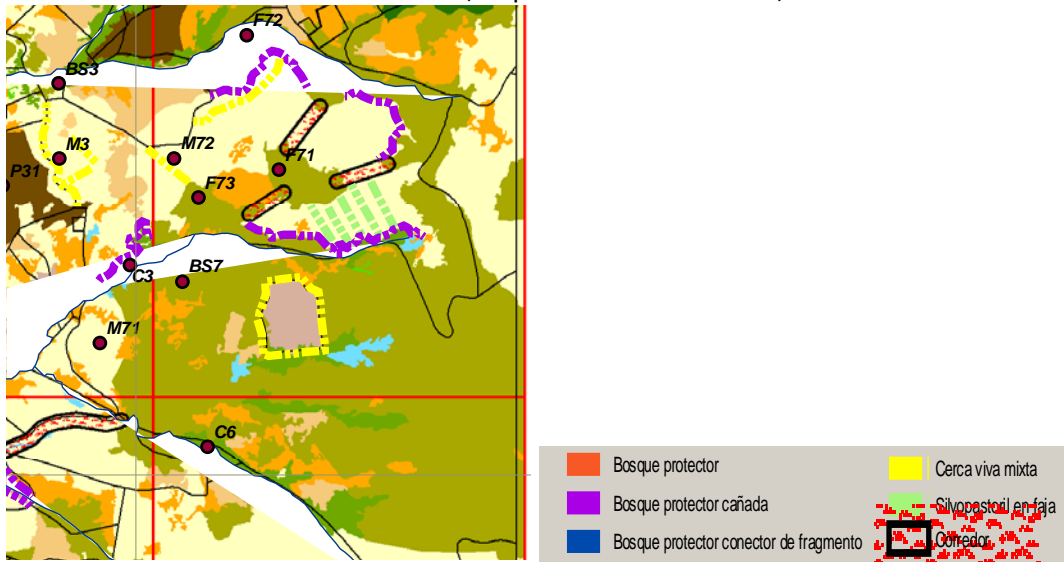 F72
BS3
M3
M72
F71
P31
F73
C3
BS7
M71
C6
Bosque protector
Cerca viva mixta
Bosque protector cañada
Silvopastoril en faja
Bosque protector conector de fragmento
Corredor